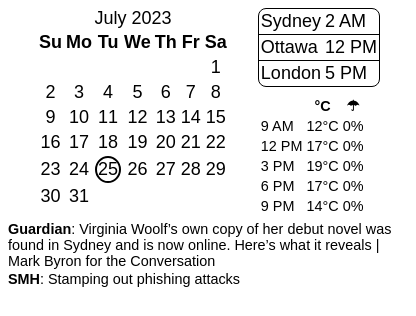 July 2023
Su Mo Tu We Th Fr Sa
1
2 3 4 5 6 7 8
9 10 11 12 13 14 15
16 17 18 19 20 21 22
23 24 25 26 27 28 29
30 31
Sydney 2 AM
Ottawa 12 PM
London 5 PM
°C ☂
9 AM 12°C 0%
12 PM 17°C 0%
3 PM 19°C 0%
6 PM 17°C 0%
9 PM 14°C 0%
Guardian: Virginia Woolf’s own copy of her debut novel was
found in Sydney and is now online. Here’s what it reveals |
Mark Byron for the Conversation
SMH: Stamping out phishing attacks